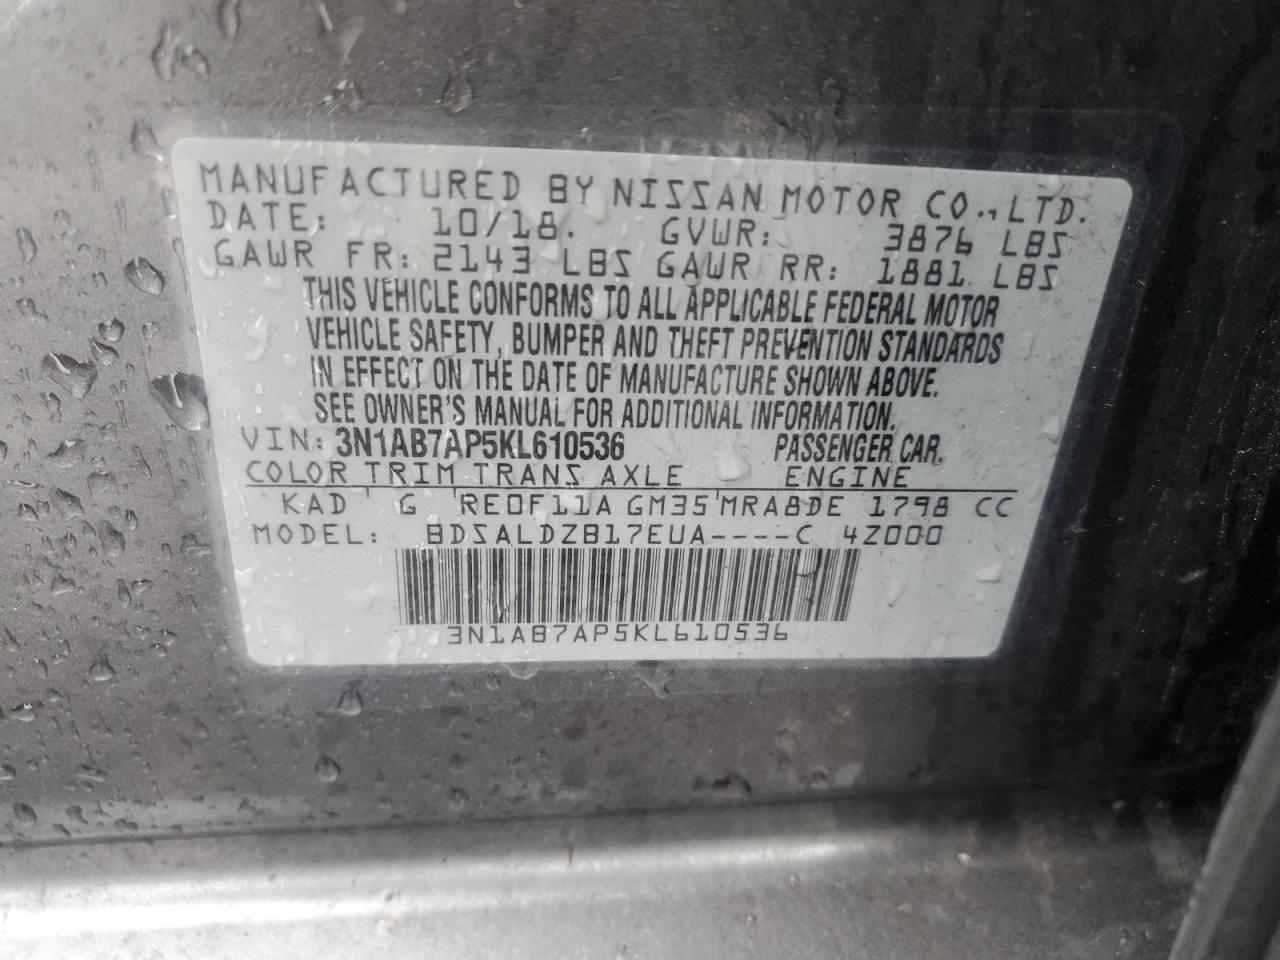 MANUFACTURED BY NISSAN MOTOR CO., LTD.
DATE: 10/18. GVWR: 3876 LBS
GAWR FR: 2143 LBS GAWR RR: 1881 LBS
THIS VEHICLE CONFORMS TO ALL APPLICABLE FEDERAL MOTOR
VEHICLE SAFETY, BUMPER AND THEFT PREVENTION STANDARDS
IN EFFECT ON THE DATE OF MANUFACTURE SHOWN ABOVE.
SEE OWNER'S MANUAL FOR ADDITIONAL INFORMATION.
VIN: 3N1AB7AP5KL610536 PASSENGER CAR.
COLOR TRIM TRANS AXLE ENGINE
KAD G RE0F11A GM35 MRA8DE 1798 CC
MODEL: BDSALDZB17EUA----C 4Z000
3N1AB7AP5KL610536